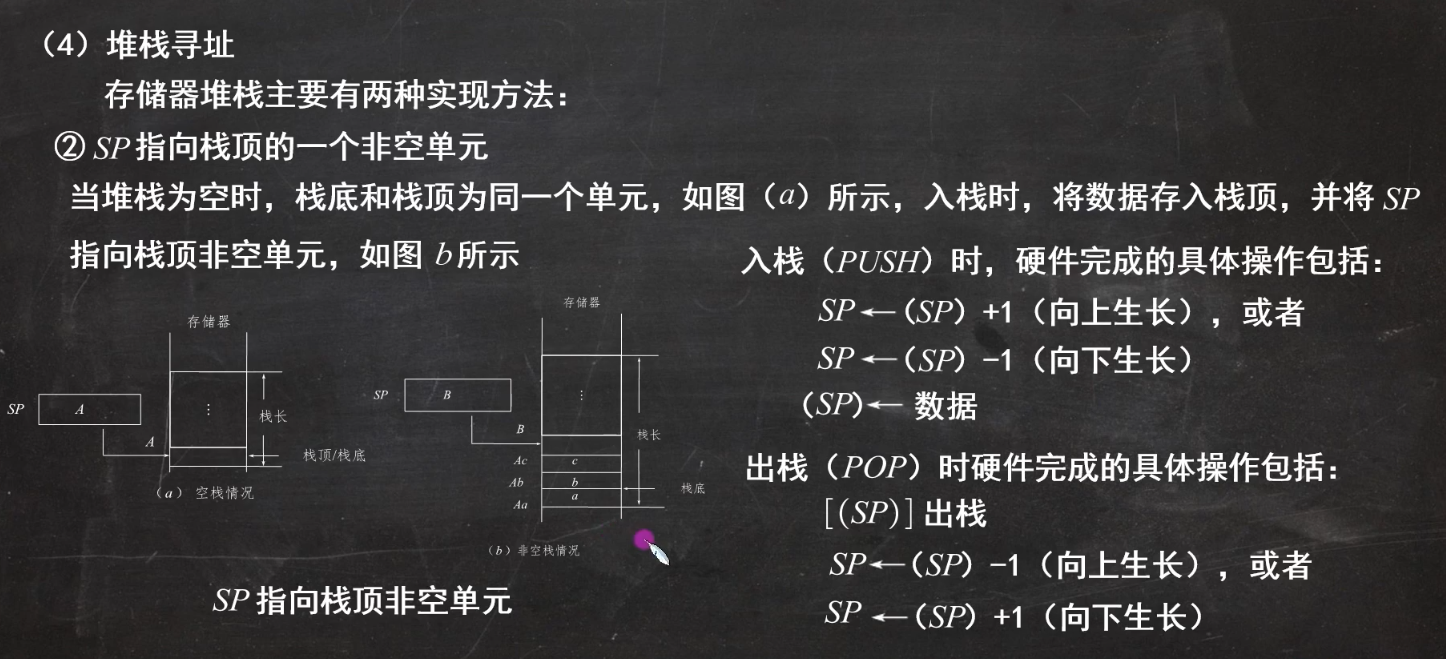 （4）堆栈寻址
存储器堆栈主要有两种实现方法：
② SP指向栈顶的一个非空单元
当堆栈为空时，栈底和栈顶为同一个单元，如图（a）所示，入栈时，将数据存入栈顶，并将 SP
指向栈顶非空单元，如图 b所示
存储器
SP
A
A
⋮
栈长
栈顶/栈底
（a） 空栈情况
存储器
SP
B
B
⋮
栈长
Ac
c
Ab
b
a
Aa
栈底
（b）非空栈情况
SP 指向栈顶非空单元
入栈（PUSH）时，硬件完成的具体操作包括：
SP←(SP）+1（向上生长），或者
SP←(SP）-1（向下生长）
(SP)← 数据
出栈（POP）时硬件完成的具体操作包括：
[(SP)] 出栈
SP←(SP）-1（向上生长），或者
SP ←(SP）+1（向下生长）